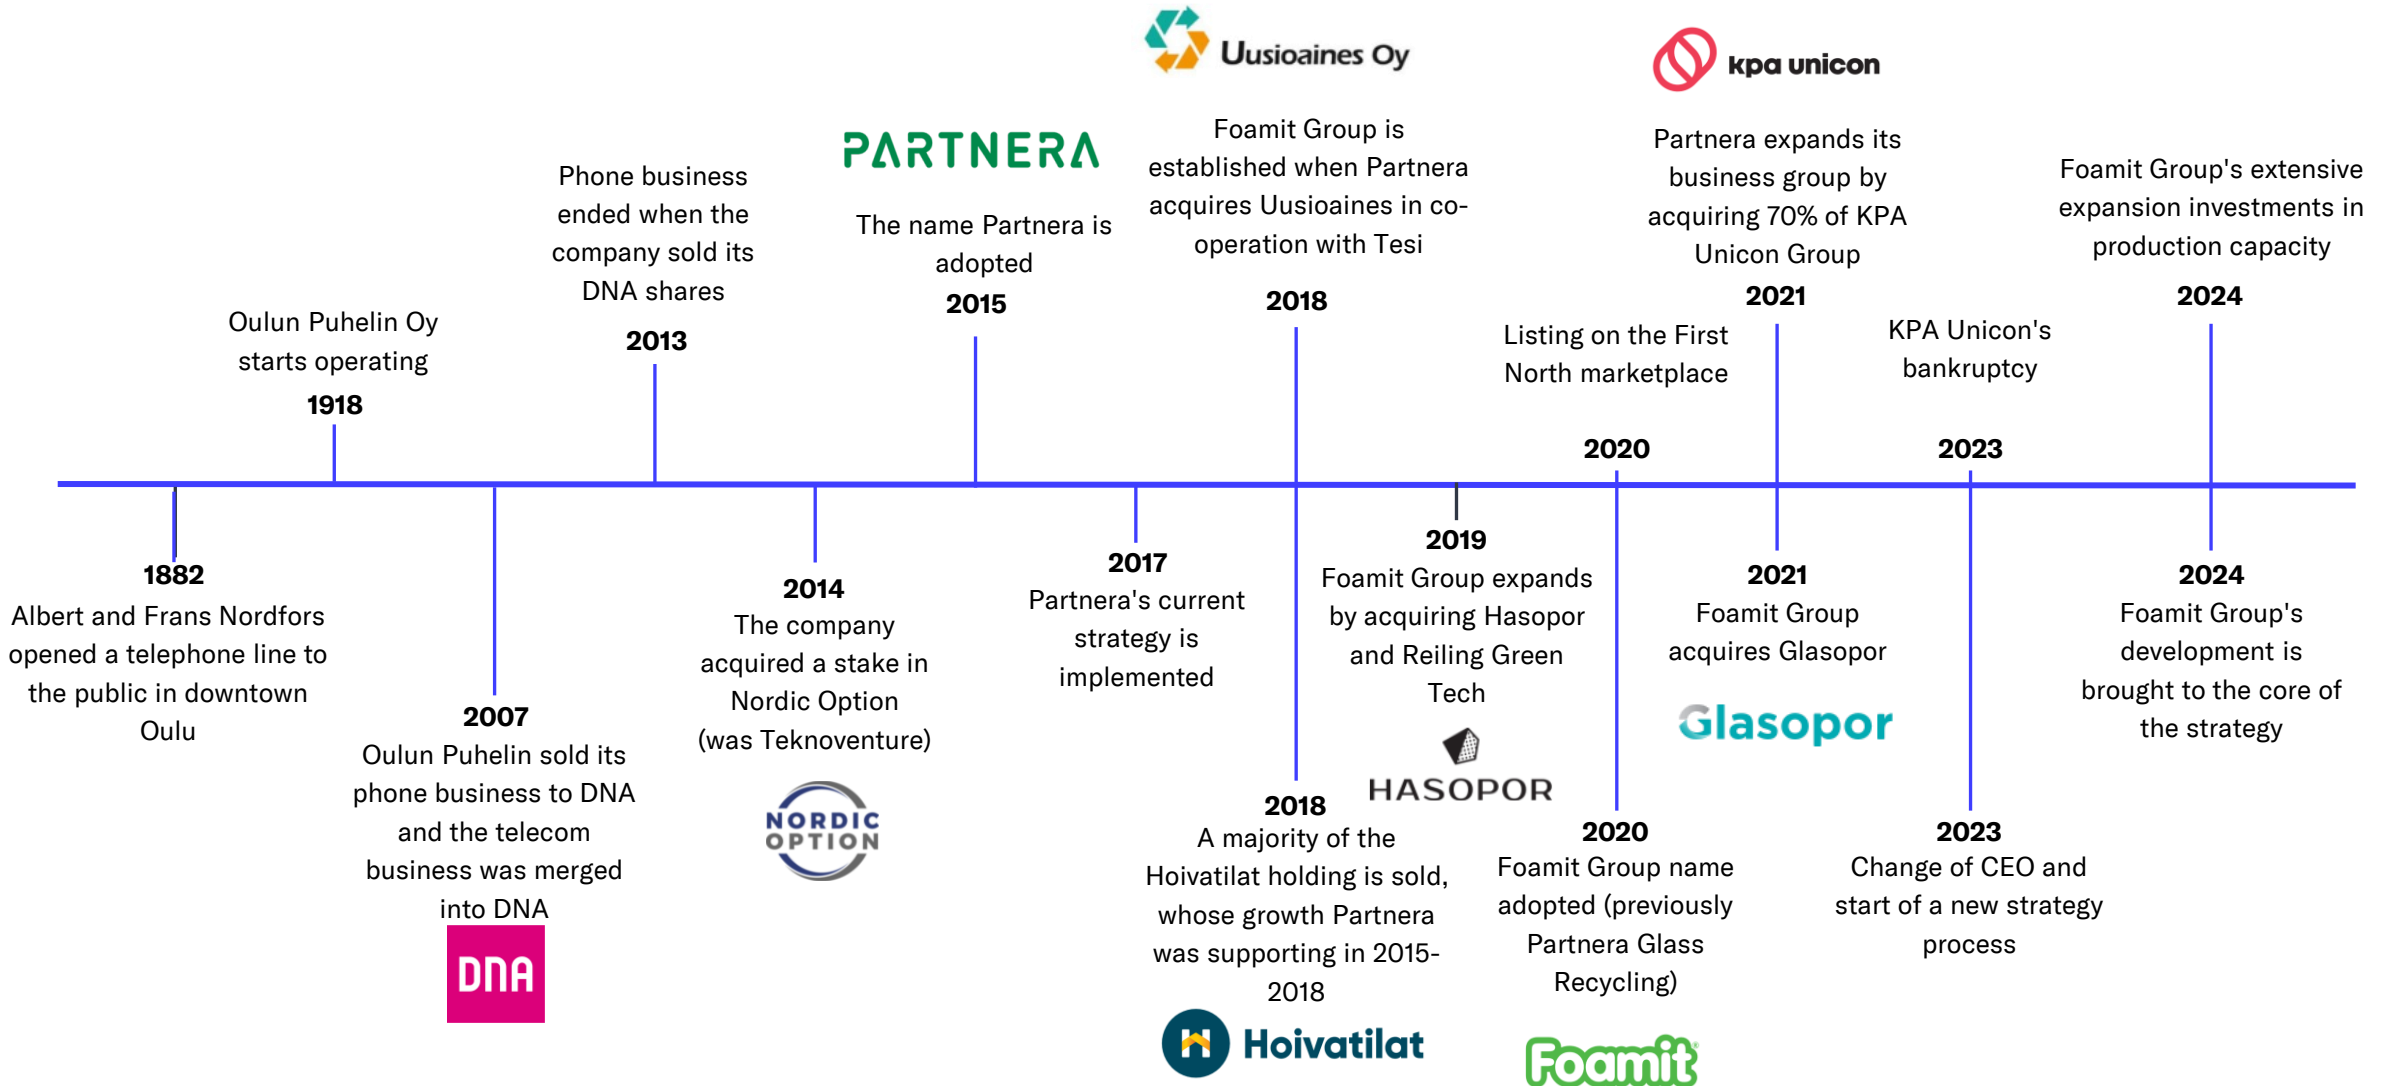 Uusioaines Oy
kpa unicon
PARTNERA
Oulun Puhelin Oy
starts operating
1918
Phone business
ended when the
company sold its
DNA shares
2013
The name Partnera is
adopted
2015
Foamit Group is
established when Partnera
acquires Uusioaines in co-
operation with Tesi
2018
Listing on the First
North marketplace
2020
Partnera expands its
business group by
acquiring 70% of KPA
Unicon Group
2021
KPA Unicon's
bankruptcy
2023
Foamit Group's extensive
expansion investments in
production capacity
2024
1882
Albert and Frans Nordfors
opened a telephone line to
the public in downtown
Oulu
2007
Oulun Puhelin sold its
phone business to DNA
and the telecom
business was merged
into DNA
DNA
2014
The company
acquired a stake in
Nordic Option
(was Teknoventure)
NORDIC
OPTION
2017
Partnera's current
strategy is
implemented
2018
A majority of the
Hoivatilat holding is sold,
whose growth Partnera
was supporting in 2015-
2018
H
Hoivatilat
2019
Foamit Group expands
by acquiring Hasopor
and Reiling Green
Tech
HASOPOR
2020
Foamit Group name
adopted (previously
Partnera Glass
Recycling)
Foamit
2021
Foamit Group
acquires Glasopor
Glasopor
2023
Change of CEO and
start of a new strategy
process
2024
Foamit Group's
development is
brought to the core of
the strategy